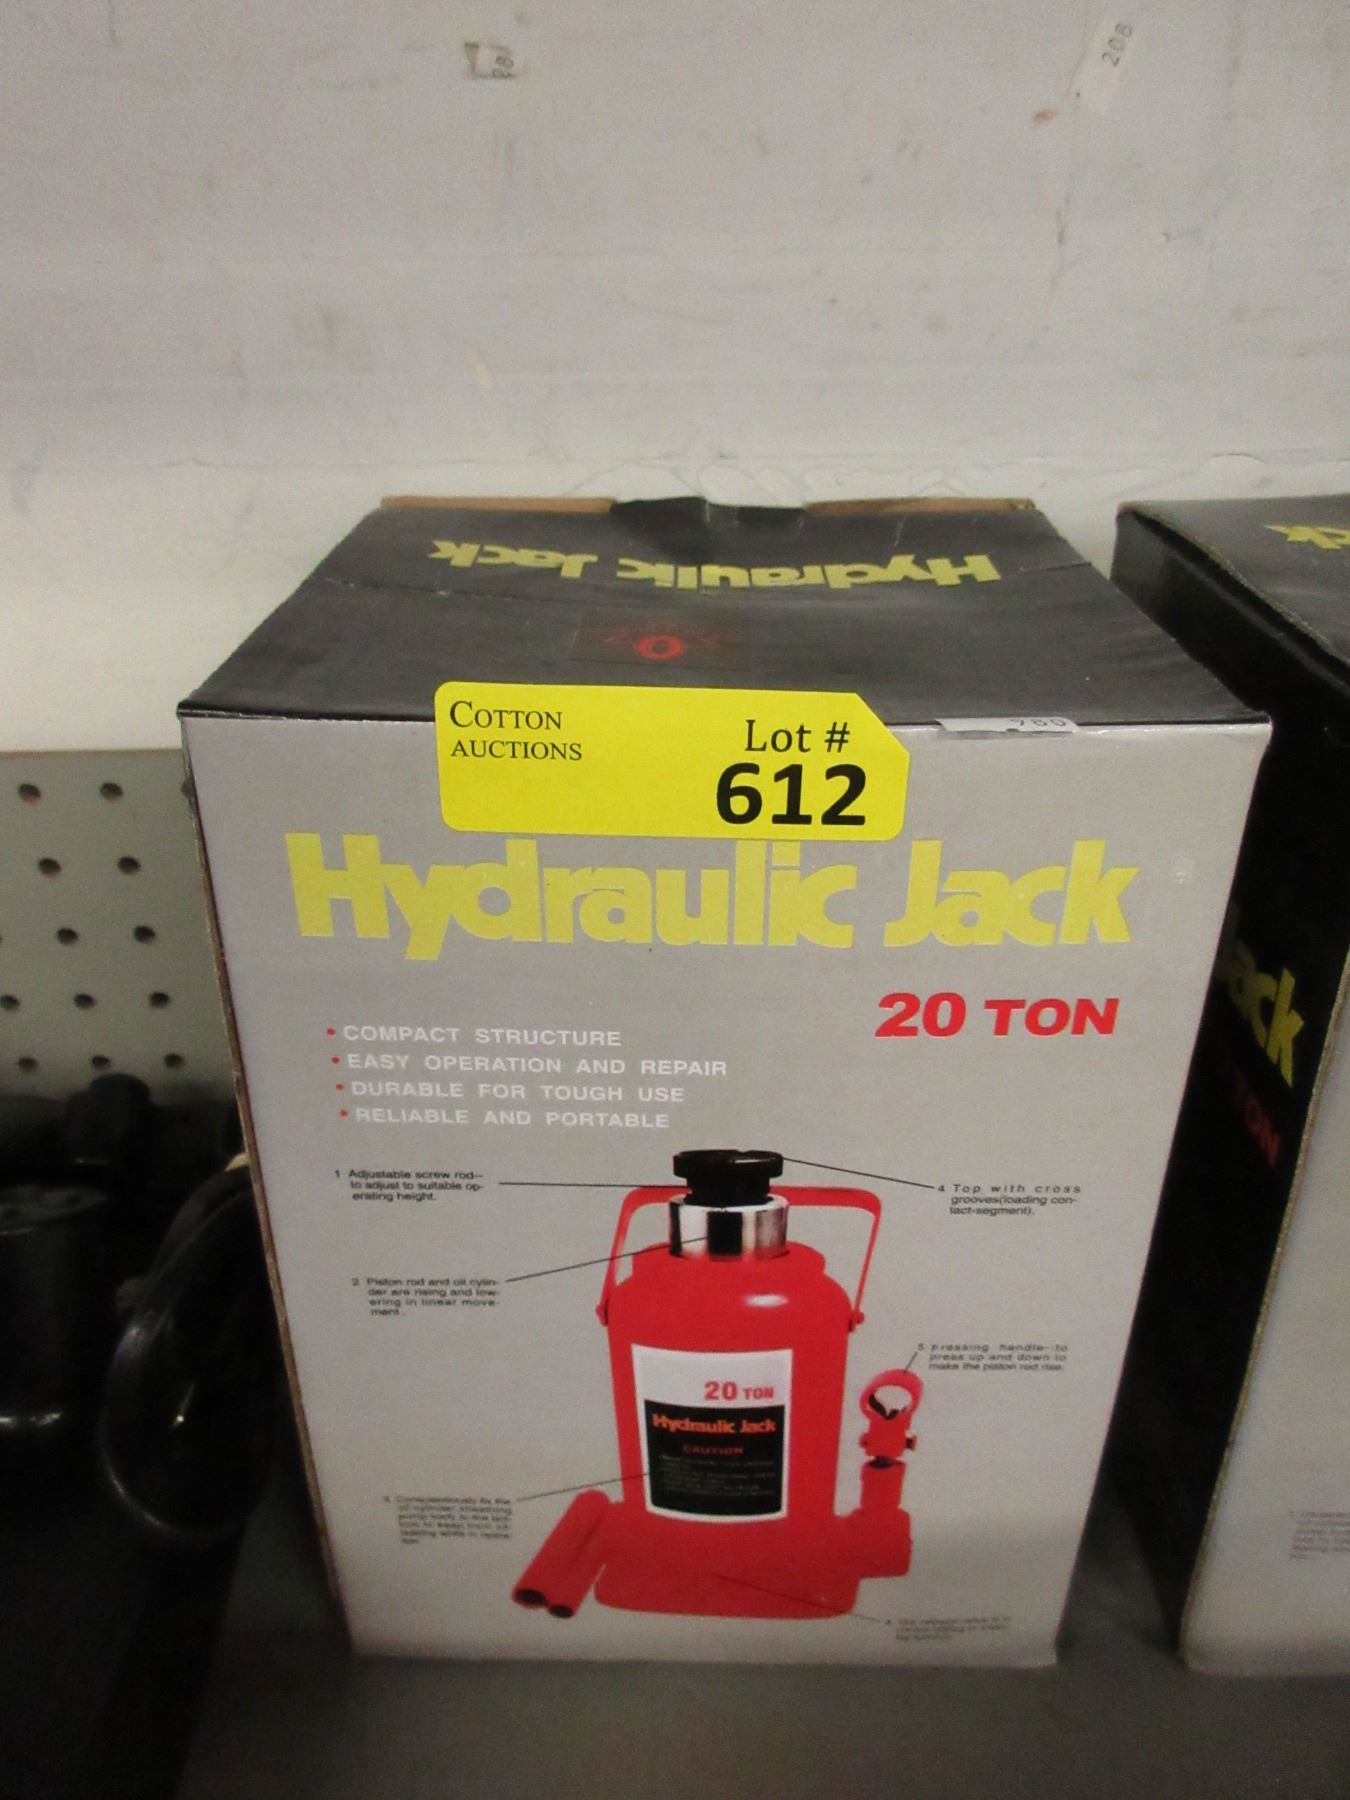 208
Hydraulic Jack
COTTON
AUCTIONS
Lot #
612
980
Hydraulic Jack
20 TON
• COMPACT STRUCTURE
• EASY OPERATION AND REPAIR
• DURABLE FOR TOUGH USE
• RELIABLE AND PORTABLE
1 Adjustable screw rod--
to adjust to suitable op-
erating height.
4 Top with cross
grooves(loading con-
tact-segment).
2 Piston rod and oil cylin-
der are rising and low-
ering in linear move-
ment.
5 pressing handle--to
press up and down to
make the piston rod rise.
20 TON
Hydraulic Jack
CAUTION
ack
TON